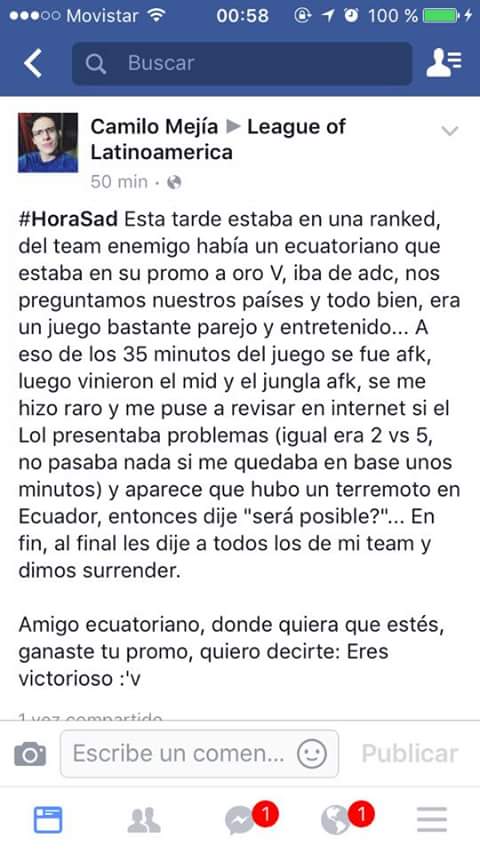 Movistar 00:58 100 %
Buscar
Camilo Mejía ▶ League of
Latinoamerica
50 min ·
#HoraSad Esta tarde estaba en una ranked,
del team enemigo había un ecuatoriano que
estaba en su promo a oro V, iba de adc, nos
preguntamos nuestros países y todo bien, era
un juego bastante parejo y entretenido... A
eso de los 35 minutos del juego se fue afk,
luego vinieron el mid y el jungla afk, se me
hizo raro y me puse a revisar en internet si el
Lol presentaba problemas (igual era 2 vs 5,
no pasaba nada si me quedaba en base unos
minutos) y aparece que hubo un terremoto en
Ecuador, entonces dije "será posible?"... En
fin, al final les dije a todos los de mi team y
dimos surrender.
Amigo ecuatoriano, donde quiera que estés,
ganaste tu promo, quiero decirte: Eres
victorioso :'v
1 vez compartido
Escribe un comen... Publicar
1 1